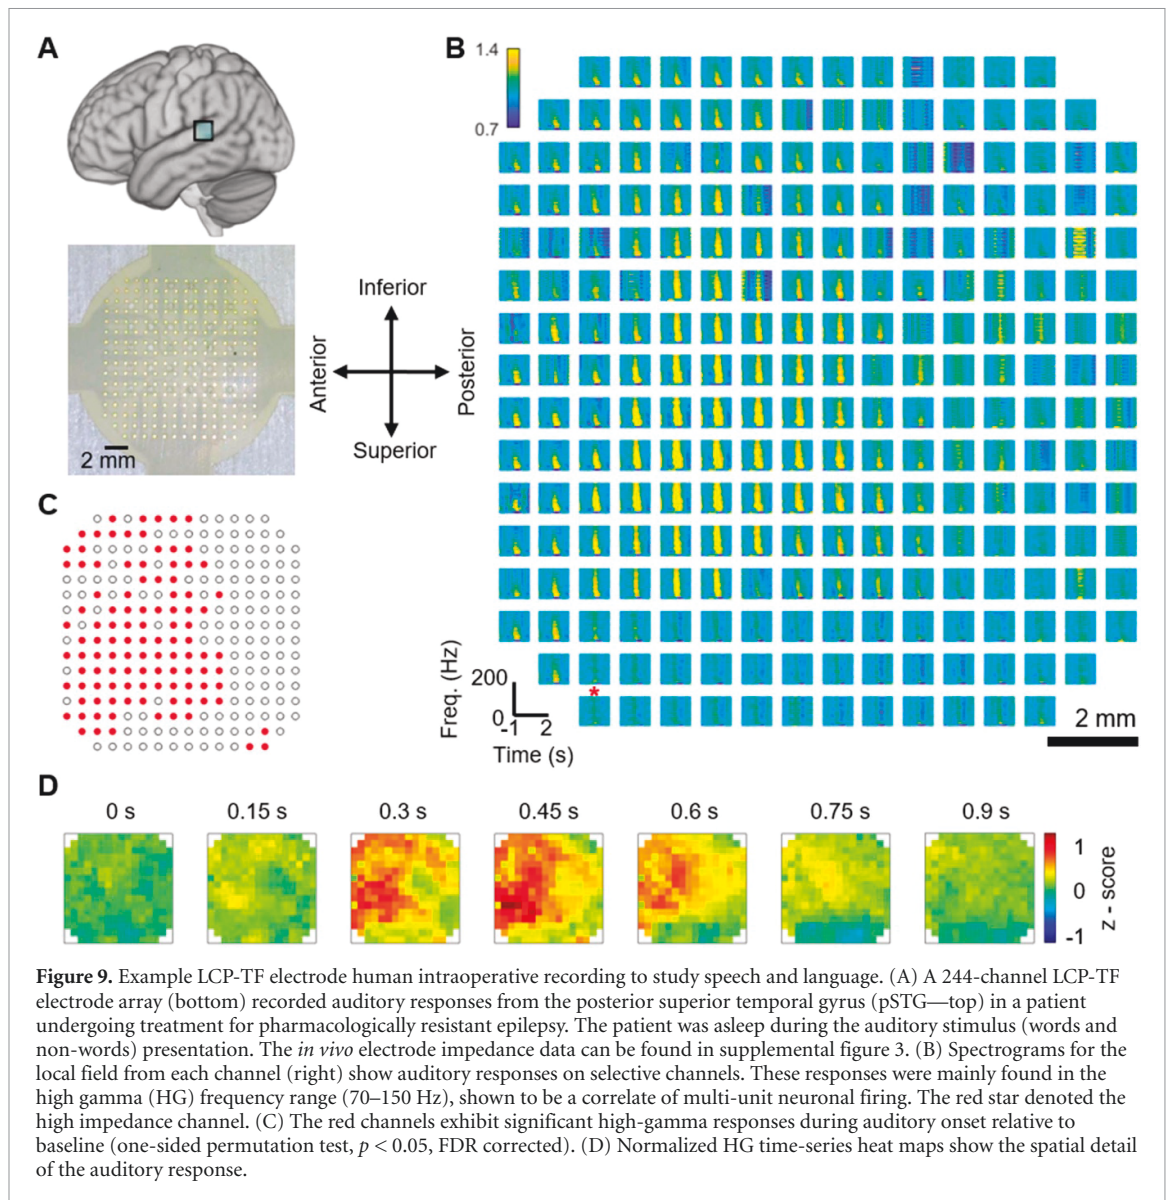 A
B
1.4
0.7
Inferior
Anterior
Posterior
Superior
2 mm
C
Freq. (Hz)
200
0
-1
2
Time (s)
*
2 mm
D
0 s
0.15 s
0.3 s
0.45 s
0.6 s
0.75 s
0.9 s
1
0
-1
z - score
Figure 9. Example LCP-TF electrode human intraoperative recording to study speech and language. (A) A 244-channel LCP-TF
electrode array (bottom) recorded auditory responses from the posterior superior temporal gyrus (pSTG—top) in a patient
undergoing treatment for pharmacologically resistant epilepsy. The patient was asleep during the auditory stimulus (words and
non-words) presentation. The in vivo electrode impedance data can be found in supplemental figure 3. (B) Spectrograms for the
local field from each channel (right) show auditory responses on selective channels. These responses were mainly found in the
high gamma (HG) frequency range (70–150 Hz), shown to be a correlate of multi-unit neuronal firing. The red star denoted the
high impedance channel. (C) The red channels exhibit significant high-gamma responses during auditory onset relative to
baseline (one-sided permutation test, p < 0.05, FDR corrected). (D) Normalized HG time-series heat maps show the spatial detail
of the auditory response.